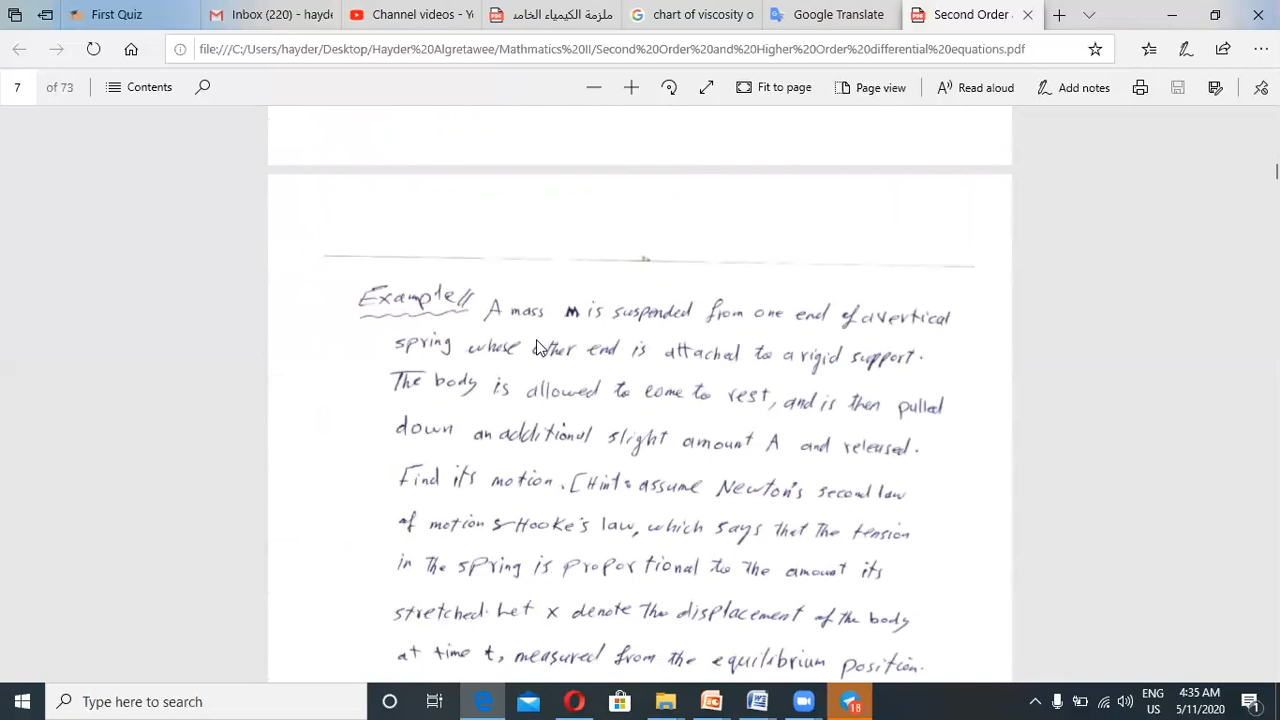 First Quiz
Inbox (220) - hayde
Channel videos - Yo
ملزمة الكيمياء الخامد
chart of viscosity o
Google Translate
Second Order
file:///C:/Users/hayder/Desktop/Hayder%20Algretawee/Mathmatics%20II/Second%20Order%20and%20Higher%20Order%20differential%20equations.pdf
7 of 73 Contents Fit to page Page view Read aloud Add notes
Example// A mass m is suspended from one end of a vertical
spring whose other end is attached to a rigid support.
The body is allowed to come to rest, and is then pulled
down an additional slight amount A and released.
Find its motion. [Hint: assume Newton's second law
of motion & Hooke's law, which says that the tension
in the spring is proportional to the amount its
stretched. Let x denote the displacement of the body
at time t, measured from the equilibrium position.
Type here to search
18
ENG
4:35 AM
5/11/2020
1